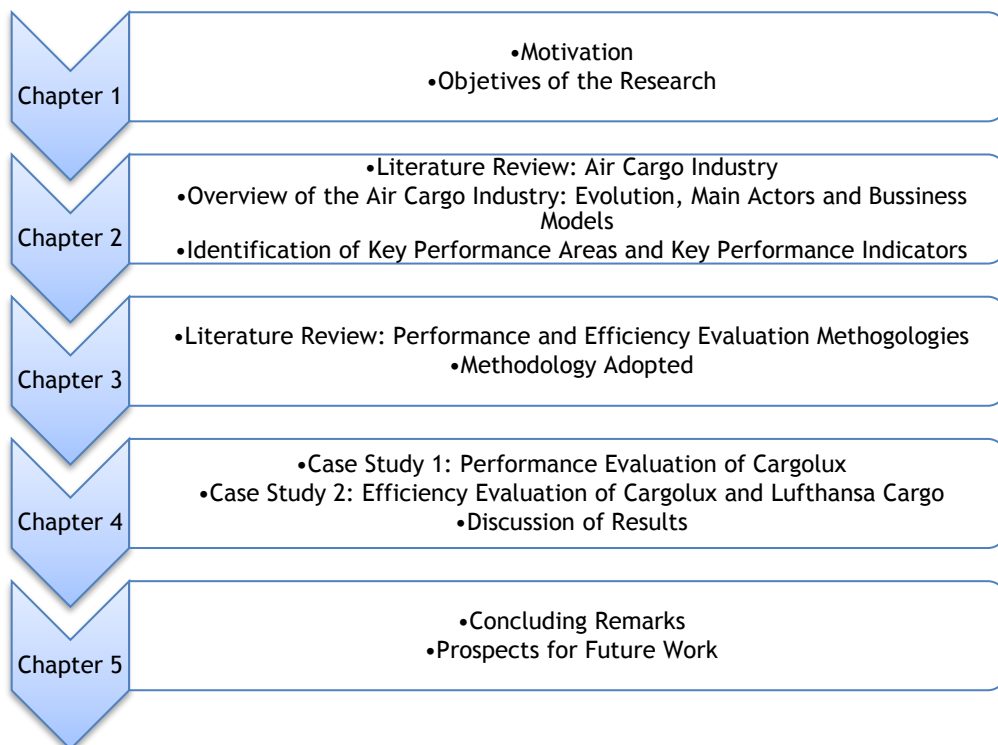 Chapter 1
•Motivation
•Objetives of the Research
Chapter 2
•Literature Review: Air Cargo Industry
•Overview of the Air Cargo Industry: Evolution, Main Actors and Bussiness
Models
•Identification of Key Performance Areas and Key Performance Indicators
Chapter 3
•Literature Review: Performance and Efficiency Evaluation Methogologies
•Methodology Adopted
Chapter 4
•Case Study 1: Performance Evaluation of Cargolux
•Case Study 2: Efficiency Evaluation of Cargolux and Lufthansa Cargo
•Discussion of Results
Chapter 5
•Concluding Remarks
•Prospects for Future Work